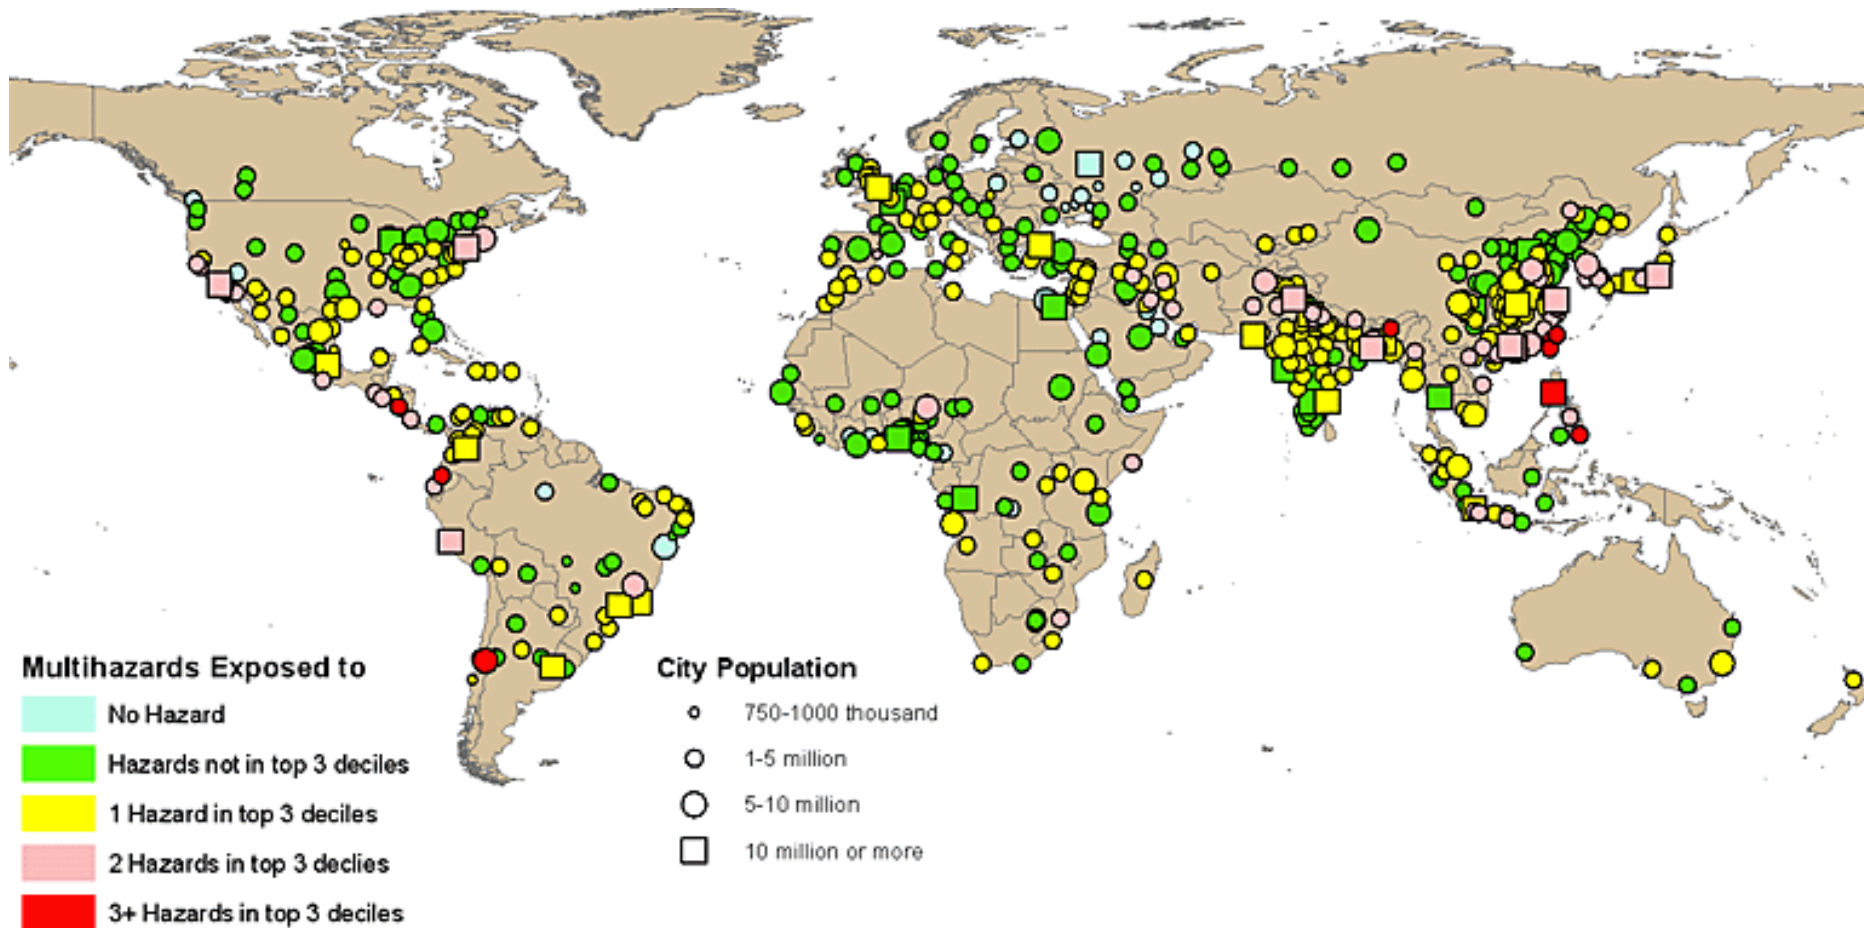 Multihazards Exposed to
No Hazard
Hazards not in top 3 deciles
1 Hazard in top 3 deciles
2 Hazards in top 3 declies
3+ Hazards in top 3 deciles
City Population
750-1000 thousand
1-5 million
5-10 million
10 million or more